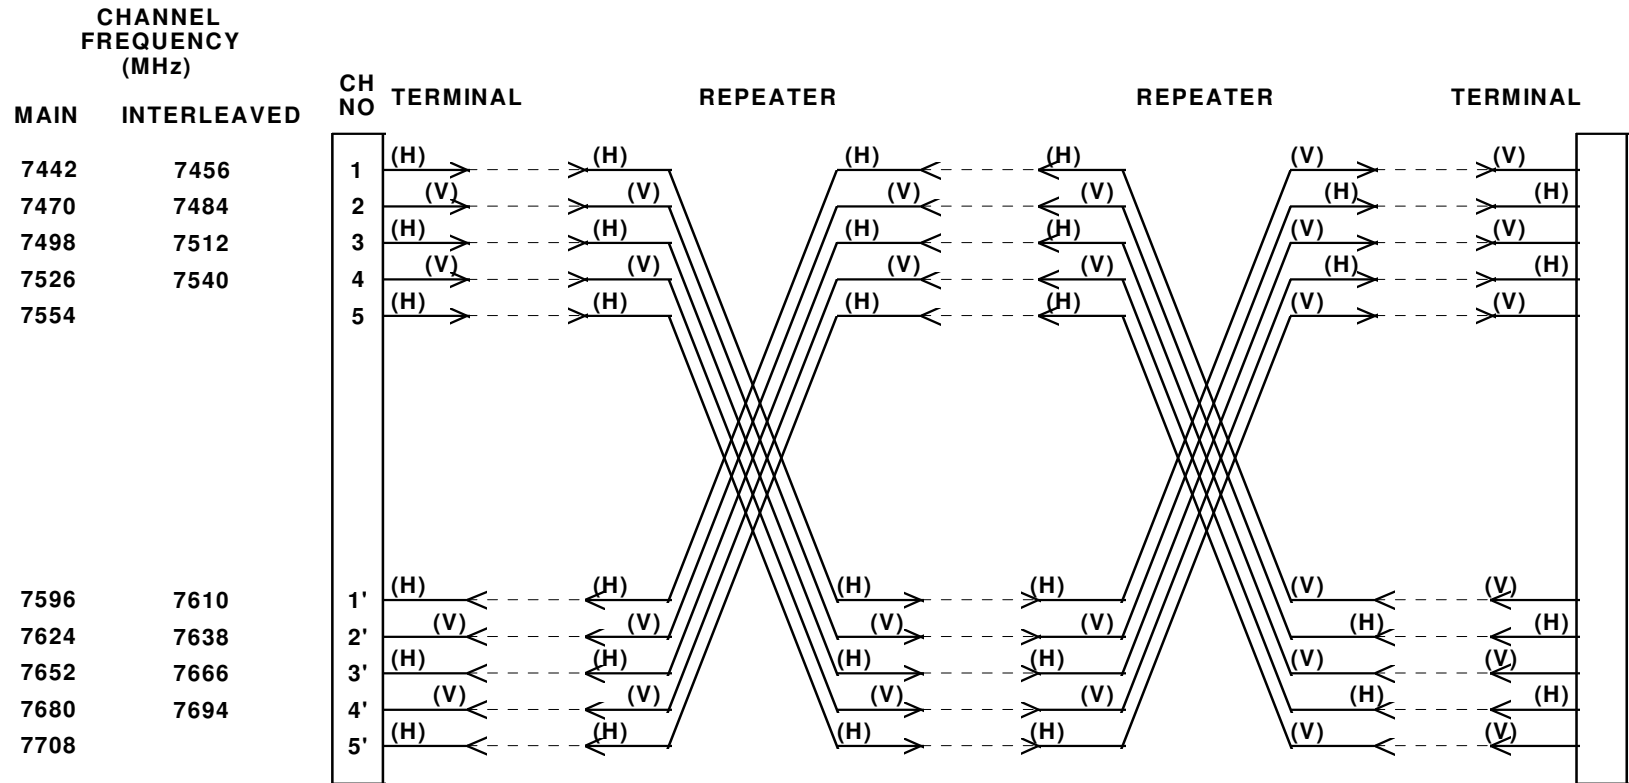 CHANNEL
FREQUENCY
(MHz)
MAIN INTERLEAVED CH NO TERMINAL REPEATER REPEATER TERMINAL
7442 7456 1 (H) (H) (H) (H) (V) (V)
7470 7484 2 (V) (V) (V) (V) (H) (H)
7498 7512 3 (H) (H) (H) (H) (V) (V)
7526 7540 4 (V) (V) (V) (V) (H) (H)
7554 5 (H) (H) (H) (H) (V) (V)
7596 7610 1' (H) (H) (H) (H) (V) (V)
7624 7638 2' (V) (V) (V) (V) (H) (H)
7652 7666 3' (H) (H) (H) (H) (V) (V)
7680 7694 4' (V) (V) (V) (V) (H) (H)
7708 5' (H) (H) (H) (H) (V) (V)